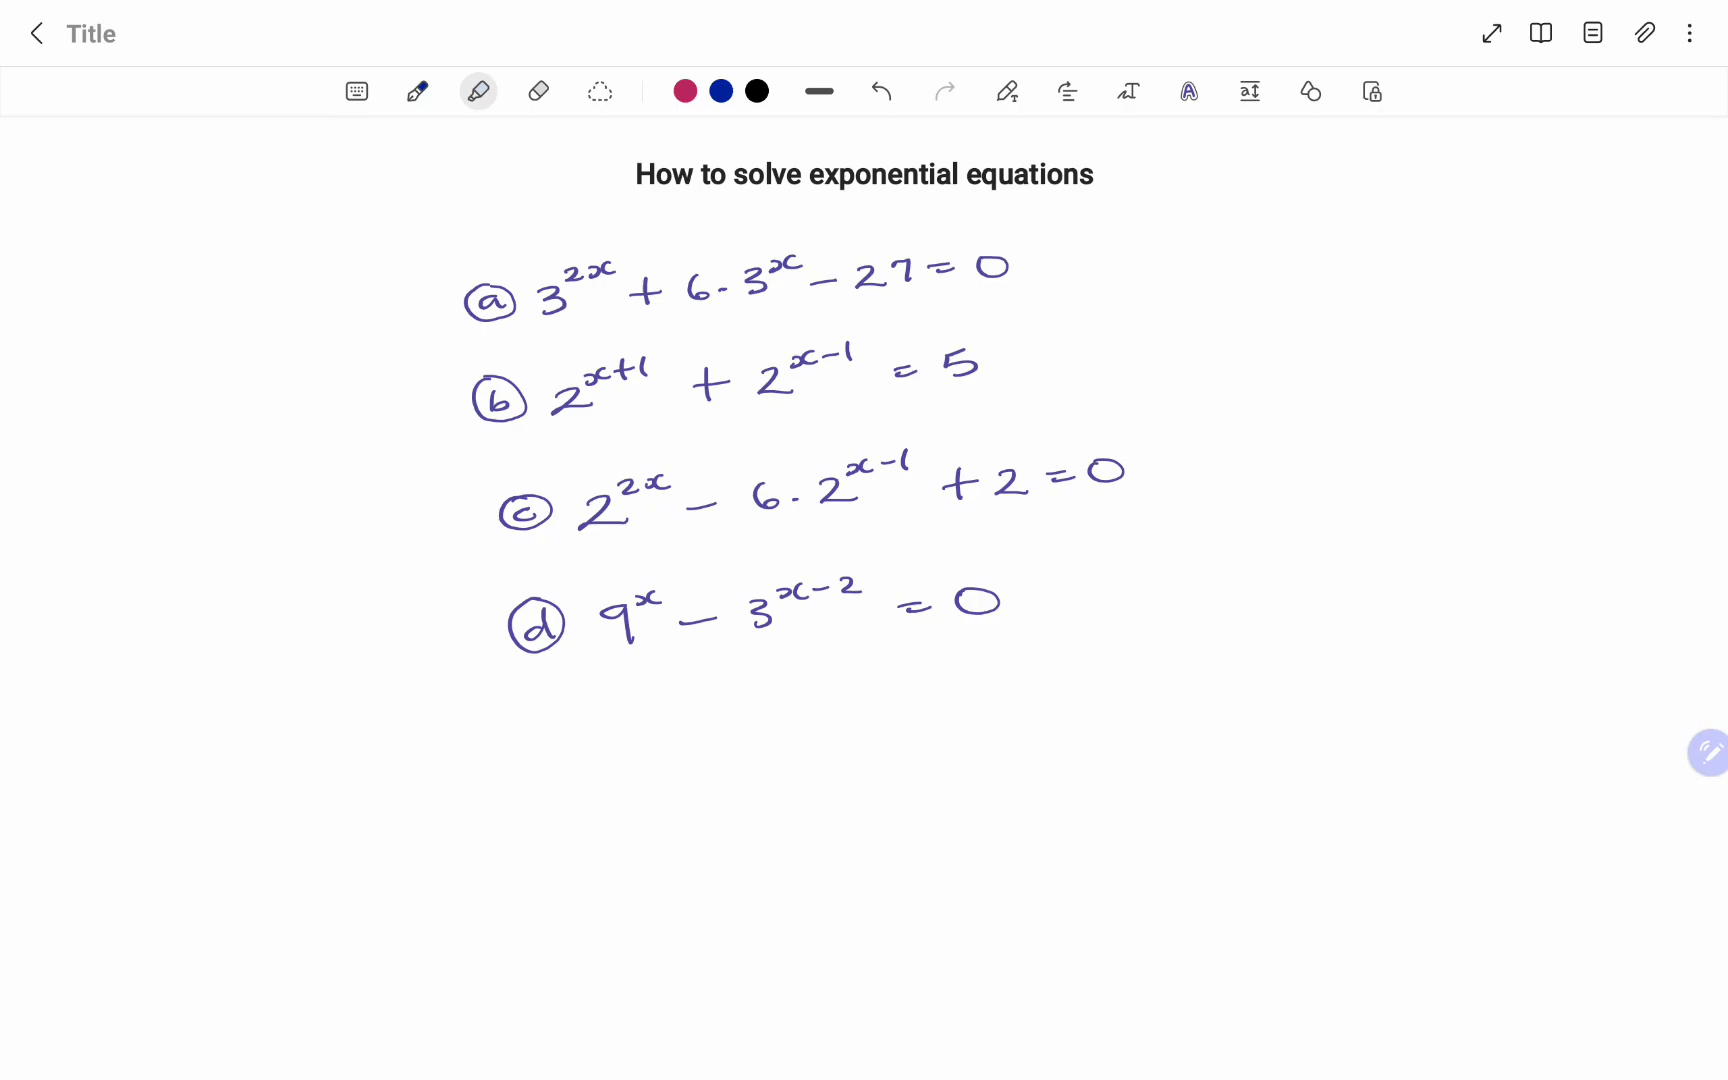 Title
How to solve exponential equations
ⓐ 3^{2x} + 6 · 3^{x} - 27 = 0
ⓑ 2^{x+1} + 2^{x-1} = 5
ⓒ 2^{2x} - 6 · 2^{x-1} + 2 = 0
ⓓ 9^{x} - 3^{x-2} = 0